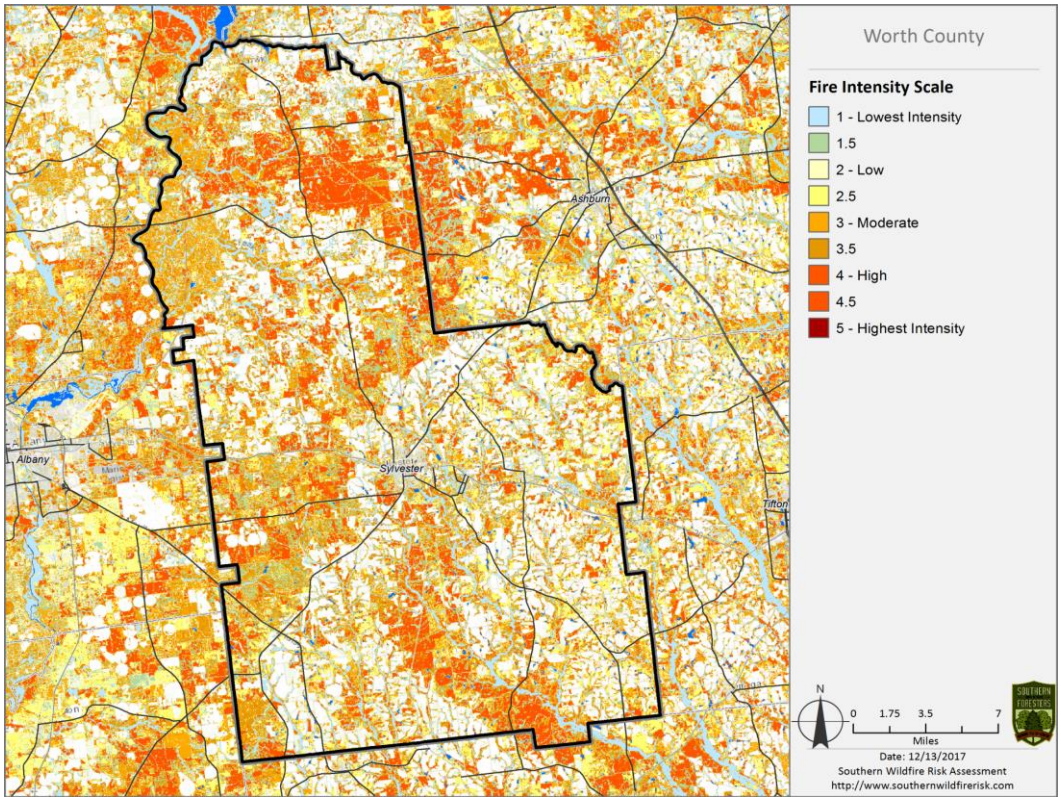 Worth County
Fire Intensity Scale
1 - Lowest Intensity
1.5
2 - Low
2.5
3 - Moderate
3.5
4 - High
4.5
5 - Highest Intensity
Ashburn
Sylvester
Albany
Tifton
N
0 1.75 3.5 7
Miles
SOUTHERN
FORESTERS
Date: 12/13/2017
Southern Wildfire Risk Assessment
http://www.southernwildfirerisk.com